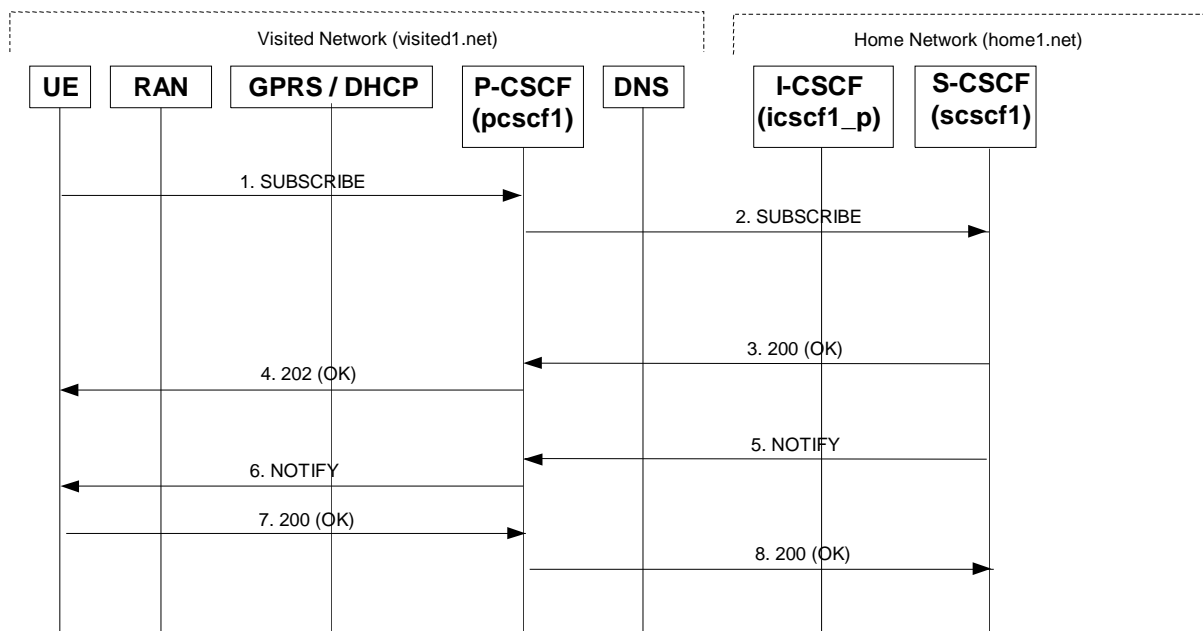 Visited Network (visited1.net)
Home Network (home1.net)
UE
RAN
GPRS / DHCP
P-CSCF
(pcscf1)
DNS
I-CSCF
(icscf1_p)
S-CSCF
(scscf1)
1. SUBSCRIBE
2. SUBSCRIBE
3. 200 (OK)
4. 202 (OK)
5. NOTIFY
6. NOTIFY
7. 200 (OK)
8. 200 (OK)